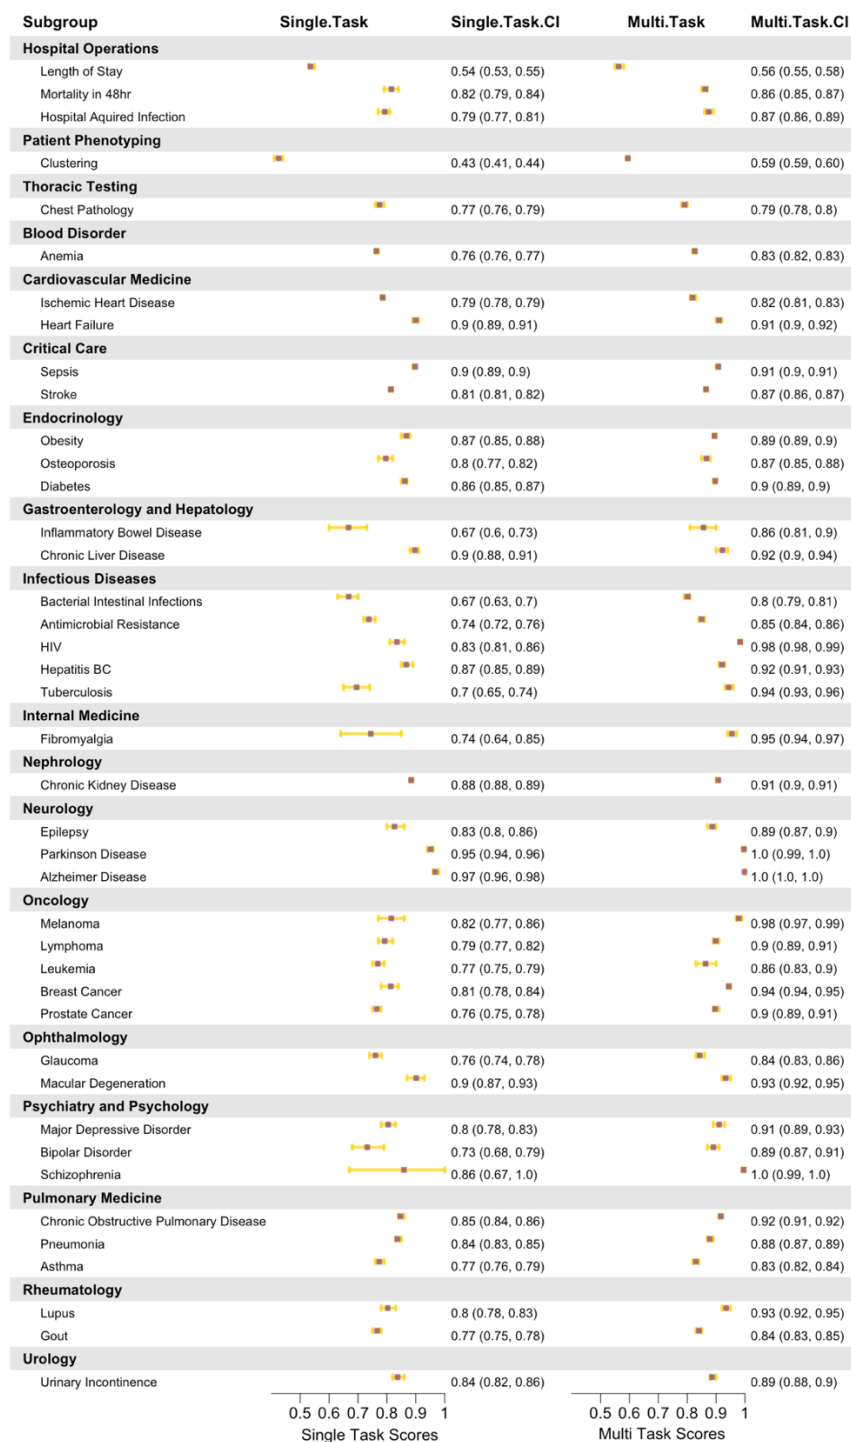 Subgroup Single.Task Single.Task.CI Multi.Task Multi.Task.CI
Hospital Operations
Length of Stay 0.54 (0.53, 0.55) 0.56 (0.55, 0.58)
Mortality in 48hr 0.82 (0.79, 0.84) 0.86 (0.85, 0.87)
Hospital Aquired Infection 0.79 (0.77, 0.81) 0.87 (0.86, 0.89)
Patient Phenotyping
Clustering 0.43 (0.41, 0.44) 0.59 (0.59, 0.60)
Thoracic Testing
Chest Pathology 0.77 (0.76, 0.79) 0.79 (0.78, 0.8)
Blood Disorder
Anemia 0.76 (0.76, 0.77) 0.83 (0.82, 0.83)
Cardiovascular Medicine
Ischemic Heart Disease 0.79 (0.78, 0.79) 0.82 (0.81, 0.83)
Heart Failure 0.9 (0.89, 0.91) 0.91 (0.9, 0.92)
Critical Care
Sepsis 0.9 (0.89, 0.9) 0.91 (0.9, 0.91)
Stroke 0.81 (0.81, 0.82) 0.87 (0.86, 0.87)
Endocrinology
Obesity 0.87 (0.85, 0.88) 0.89 (0.89, 0.9)
Osteoporosis 0.8 (0.77, 0.82) 0.87 (0.85, 0.88)
Diabetes 0.86 (0.85, 0.87) 0.9 (0.89, 0.9)
Gastroenterology and Hepatology
Inflammatory Bowel Disease 0.67 (0.6, 0.73) 0.86 (0.81, 0.9)
Chronic Liver Disease 0.9 (0.88, 0.91) 0.92 (0.9, 0.94)
Infectious Diseases
Bacterial Intestinal Infections 0.67 (0.63, 0.7) 0.8 (0.79, 0.81)
Antimicrobial Resistance 0.74 (0.72, 0.76) 0.85 (0.84, 0.86)
HIV 0.83 (0.81, 0.86) 0.98 (0.98, 0.99)
Hepatitis BC 0.87 (0.85, 0.89) 0.92 (0.91, 0.93)
Tuberculosis 0.7 (0.65, 0.74) 0.94 (0.93, 0.96)
Internal Medicine
Fibromyalgia 0.74 (0.64, 0.85) 0.95 (0.94, 0.97)
Nephrology
Chronic Kidney Disease 0.88 (0.88, 0.89) 0.91 (0.9, 0.91)
Neurology
Epilepsy 0.83 (0.8, 0.86) 0.89 (0.87, 0.9)
Parkinson Disease 0.95 (0.94, 0.96) 1.0 (0.99, 1.0)
Alzheimer Disease 0.97 (0.96, 0.98) 1.0 (1.0, 1.0)
Oncology
Melanoma 0.82 (0.77, 0.86) 0.98 (0.97, 0.99)
Lymphoma 0.79 (0.77, 0.82) 0.9 (0.89, 0.91)
Leukemia 0.77 (0.75, 0.79) 0.86 (0.83, 0.9)
Breast Cancer 0.81 (0.78, 0.84) 0.94 (0.94, 0.95)
Prostate Cancer 0.76 (0.75, 0.78) 0.9 (0.89, 0.91)
Ophthalmology
Glaucoma 0.76 (0.74, 0.78) 0.84 (0.83, 0.86)
Macular Degeneration 0.9 (0.87, 0.93) 0.93 (0.92, 0.95)
Psychiatry and Psychology
Major Depressive Disorder 0.8 (0.78, 0.83) 0.91 (0.89, 0.93)
Bipolar Disorder 0.73 (0.68, 0.79) 0.89 (0.87, 0.91)
Schizophrenia 0.86 (0.67, 1.0) 1.0 (0.99, 1.0)
Pulmonary Medicine
Chronic Obstructive Pulmonary Disease 0.85 (0.84, 0.86) 0.92 (0.91, 0.92)
Pneumonia 0.84 (0.83, 0.85) 0.88 (0.87, 0.89)
Asthma 0.77 (0.76, 0.79) 0.83 (0.82, 0.84)
Rheumatology
Lupus 0.8 (0.78, 0.83) 0.93 (0.92, 0.95)
Gout 0.77 (0.75, 0.78) 0.84 (0.83, 0.85)
Urology
Urinary Incontinence 0.84 (0.82, 0.86) 0.89 (0.88, 0.9)
0.5 0.6 0.7 0.8 0.9 1 0.5 0.6 0.7 0.8 0.9 1
Single Task Scores Multi Task Scores